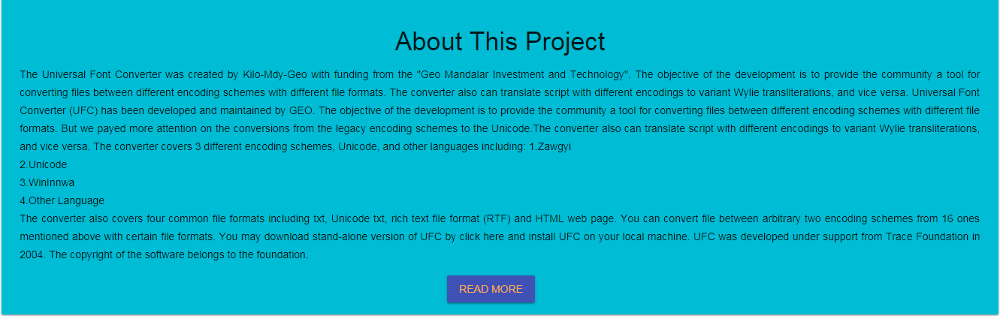 About This Project
The Universal Font Converter was created by Kilo-Mdy-Geo with funding from the "Geo Mandalar Investment and Technology". The objective of the development is to provide the community a tool for
converting files between different encoding schemes with different file formats. The converter also can translate script with different encodings to variant Wylie transliterations, and vice versa. Universal Font
Converter (UFC) has been developed and maintained by GEO. The objective of the development is to provide the community a tool for converting files between different encoding schemes with different file
formats. But we payed more attention on the conversions from the legacy encoding schemes to the Unicode.The converter also can translate script with different encodings to variant Wylie transliterations,
and vice versa. The converter covers 3 different encoding schemes, Unicode, and other languages including: 1.Zawgyi
2.Unicode
3.WinInnwa
4.Other Language
The converter also covers four common file formats including txt, Unicode txt, rich text file format (RTF) and HTML web page. You can convert file between arbitrary two encoding schemes from 16 ones
mentioned above with certain file formats. You may download stand-alone version of UFC by click here and install UFC on your local machine. UFC was developed under support from Trace Foundation in
2004. The copyright of the software belongs to the foundation.
READ MORE